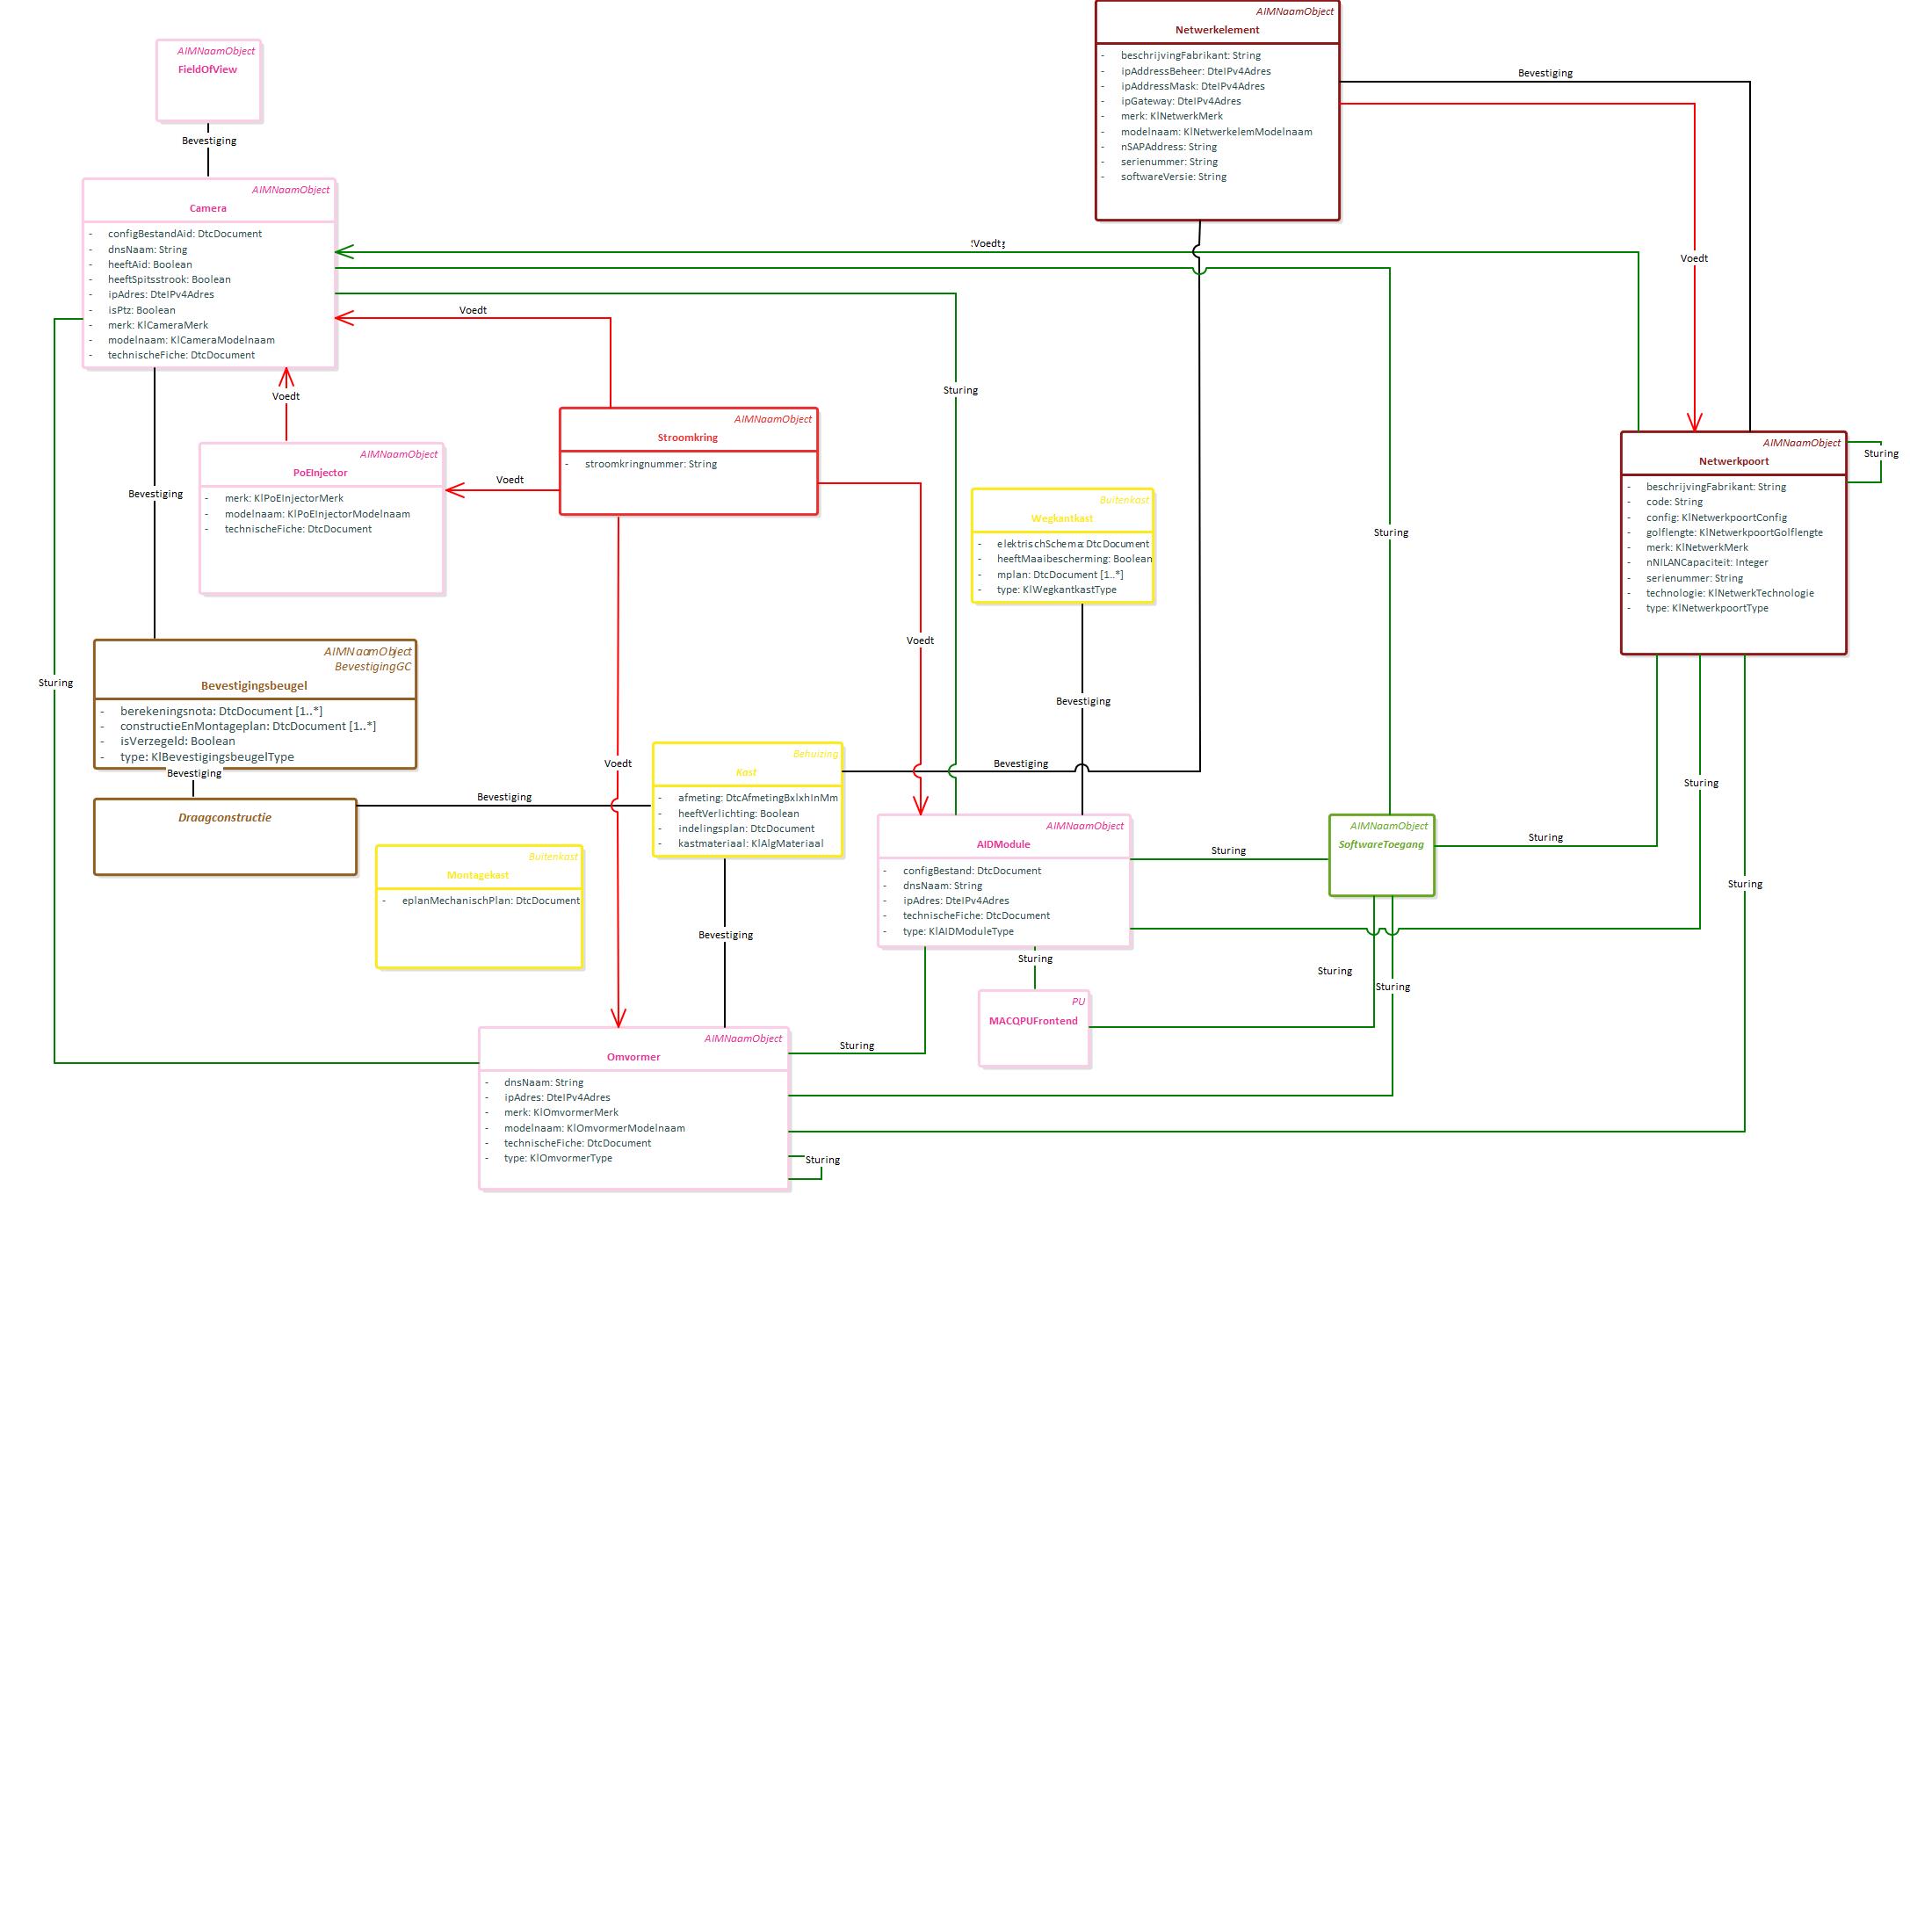 AIMNaamObject
Netwerkelement
- beschrijvingFabrikant: String
- ipAddressBeheer: DteIPv4Adres
- ipAddressMask: DteIPv4Adres
- ipGateway: DteIPv4Adres
- merk: KlNetwerkMerk
- modelnaam: KlNetwerkelemModelnaam
- nSAPAddress: String
- serienummer: String
- softwareVersie: String
AIMNaamObject
FieldOfView
Bevestiging
Bevestiging
AIMNaamObject
Camera
- configBestandAid: DtcDocument
- dnsNaam: String
- heeftAid: Boolean
- heeftSpitsstrook: Boolean
- ipAdres: DteIPv4Adres
- isPtz: Boolean
- merk: KlCameraMerk
- modelnaam: KlCameraModelnaam
- technischeFiche: DtcDocument
Voedt
Voedt
Voedt
Sturing
Voedt
AIMNaamObject
Stroomkring
- stroomkringnummer: String
AIMNaamObject
PoEInjector
- merk: KlPoEInjectorMerk
- modelnaam: KlPoEInjectorModelnaam
- technischeFiche: DtcDocument
Voedt
Bevestiging
AIMNaamObject
Netwerkpoort
- beschrijvingFabrikant: String
- code: String
- config: KlNetwerkpoortConfig
- golflengte: KlNetwerkpoortGolflengte
- merk: KlNetwerkMerk
- nNILANCapaciteit: Integer
- serienummer: String
- technologie: KlNetwerkTechnologie
- type: KlNetwerkpoortType
Sturing
Buitenkast
Wegkantkast
- elektrischSchema: DtcDocument
- heeftMaaibescherming: Boolean
- mplan: DtcDocument [1..*]
- type: KlWegkantkastType
Sturing
Voedt
Sturing
Bevestiging
AIMNaamObject
BevestigingGC
Bevestigingsbeugel
- berekeningsnota: DtcDocument [1..*]
- constructieEnMontageplan: DtcDocument [1..*]
- isVerzegeld: Boolean
- type: KlBevestigingsbeugelType
Bevestiging
Voedt
Behuizing
Kast
- afmeting: DtcAfmetingBxlxhInMm
- heeftVerlichting: Boolean
- indelingsplan: DtcDocument
- kastmateriaal: KlAlgMateriaal
Bevestiging
Sturing
Bevestiging
Draagconstructie
Buitenkast
Montagekast
- eplanMechanischPlan: DtcDocument
AIMNaamObject
AIDModule
- configBestand: DtcDocument
- dnsNaam: String
- ipAdres: DteIPv4Adres
- technischeFiche: DtcDocument
- type: KlAIDModuleType
Sturing
AIMNaamObject
SoftwareToegang
Sturing
Sturing
Bevestiging
Sturing
Sturing
Sturing
PU
MACQPUFrontend
AIMNaamObject
Omvormer
- dnsNaam: String
- ipAdres: DteIPv4Adres
- merk: KlOmvormerMerk
- modelnaam: KlOmvormerModelnaam
- technischeFiche: DtcDocument
- type: KlOmvormerType
Sturing
Sturing